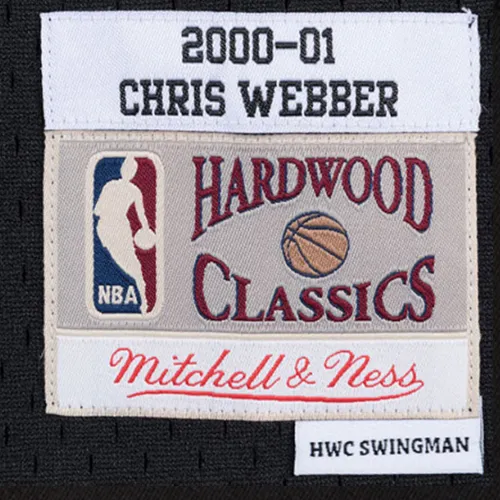 2000-01
CHRIS WEBBER
HARDWOOD
CLASSICS
NBA
Mitchell & Ness
HWC SWINGMAN